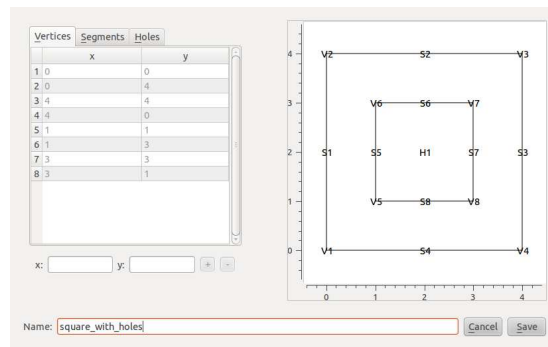 Vertices Segments Holes
x y
1 0 0
2 0 4
3 4 4
4 4 0
5 1 1
6 1 3
7 3 3
8 3 1
x: y: + -
4 V2 S2 V3
3 V6 S6 V7
2 S1 S5 H1 S7 S3
1 V5 S8 V8
0 V1 S4 V4
0 1 2 3 4
Name: square_with_holes Cancel Save